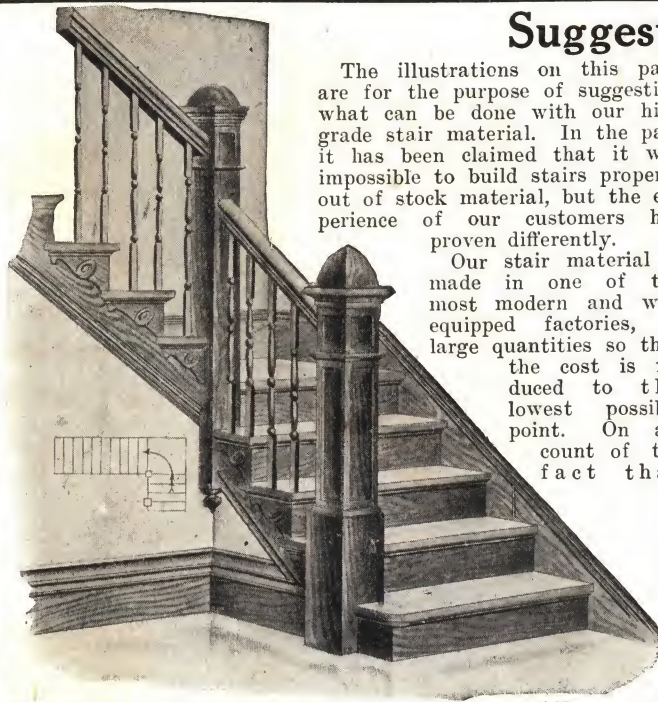 Suggest
The illustrations on this pa
are for the purpose of suggesti
what can be done with our hi
grade stair material. In the pa
it has been claimed that it w
impossible to build stairs proper
out of stock material, but the e
perience of our customers h
proven differently.
Our stair material
made in one of t
most modern and w
equipped factories,
large quantities so th
the cost is
duced to t
lowest possib
point. On a
count of t
fact tha